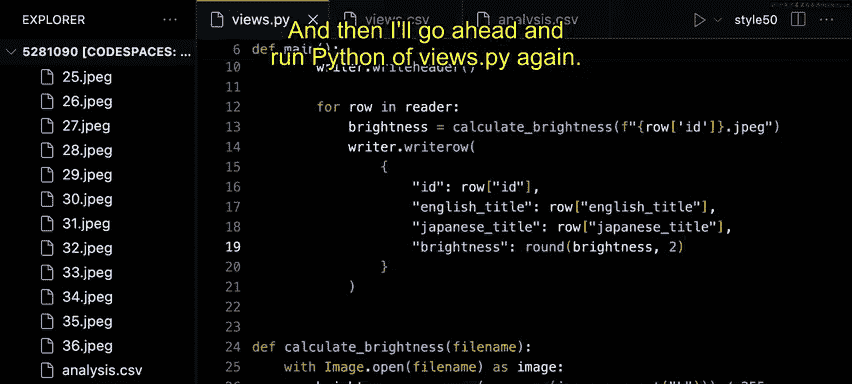 EXPLORER
views.py
views.csv
analysis.csv
style50
And then I'll go ahead and
run Python of views.py again.
5281090 [CODESPACES: ...
25.jpeg
26.jpeg
27.jpeg
28.jpeg
29.jpeg
30.jpeg
31.jpeg
32.jpeg
33.jpeg
34.jpeg
35.jpeg
36.jpeg
analysis.csv
6 def main():
10 writer.writeheader()
11
12 for row in reader:
13 brightness = calculate_brightness(f"{row['id']}.jpeg")
14 writer.writerow(
15 {
16 "id": row["id"],
17 "english_title": row["english_title"],
18 "japanese_title": row["japanese_title"],
19 "brightness": round(brightness, 2)
20 }
21 )
22
23
24 def calculate_brightness(filename):
25 with Image.open(filename) as image: